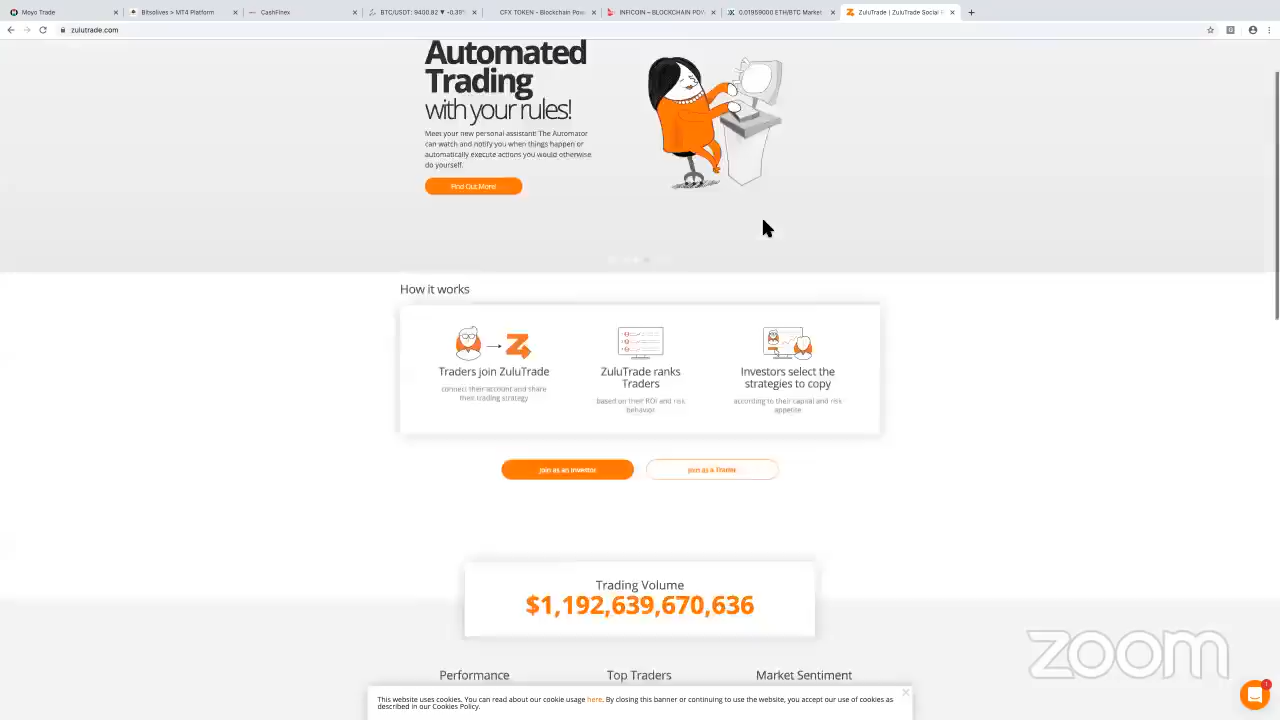 Moyo Trade
Bitsolives > MT4 Platform
CashFinex
BTC/USDT: 9400.82 ▼ -0.31%
CFX TOKEN - Blockchain Pow
INFICOIN – BLOCKCHAIN POW
0.01959000 ETH/BTC Market
ZuluTrade | ZuluTrade Social
zulutrade.com
Automated
Trading
with your rules!
Meet your new personal assistant! The Automator
can watch and notify you when things happen or
automatically execute actions you would otherwise
do yourself.
Find Out More
How it works
Traders join ZuluTrade
connect their account and share
their trading strategy
ZuluTrade ranks
Traders
based on their ROI and risk
behavior
Investors select the
strategies to copy
according to their capital and risk
appetite
Join as an Investor
Join as a Trader
Trading Volume
$1,192,639,670,636
Performance
Top Traders
Market Sentiment
This website uses cookies. You can read about our cookie usage here. By closing this banner or continuing to use the website, you accept our use of cookies as
described in our Cookies Policy.
zoom
1